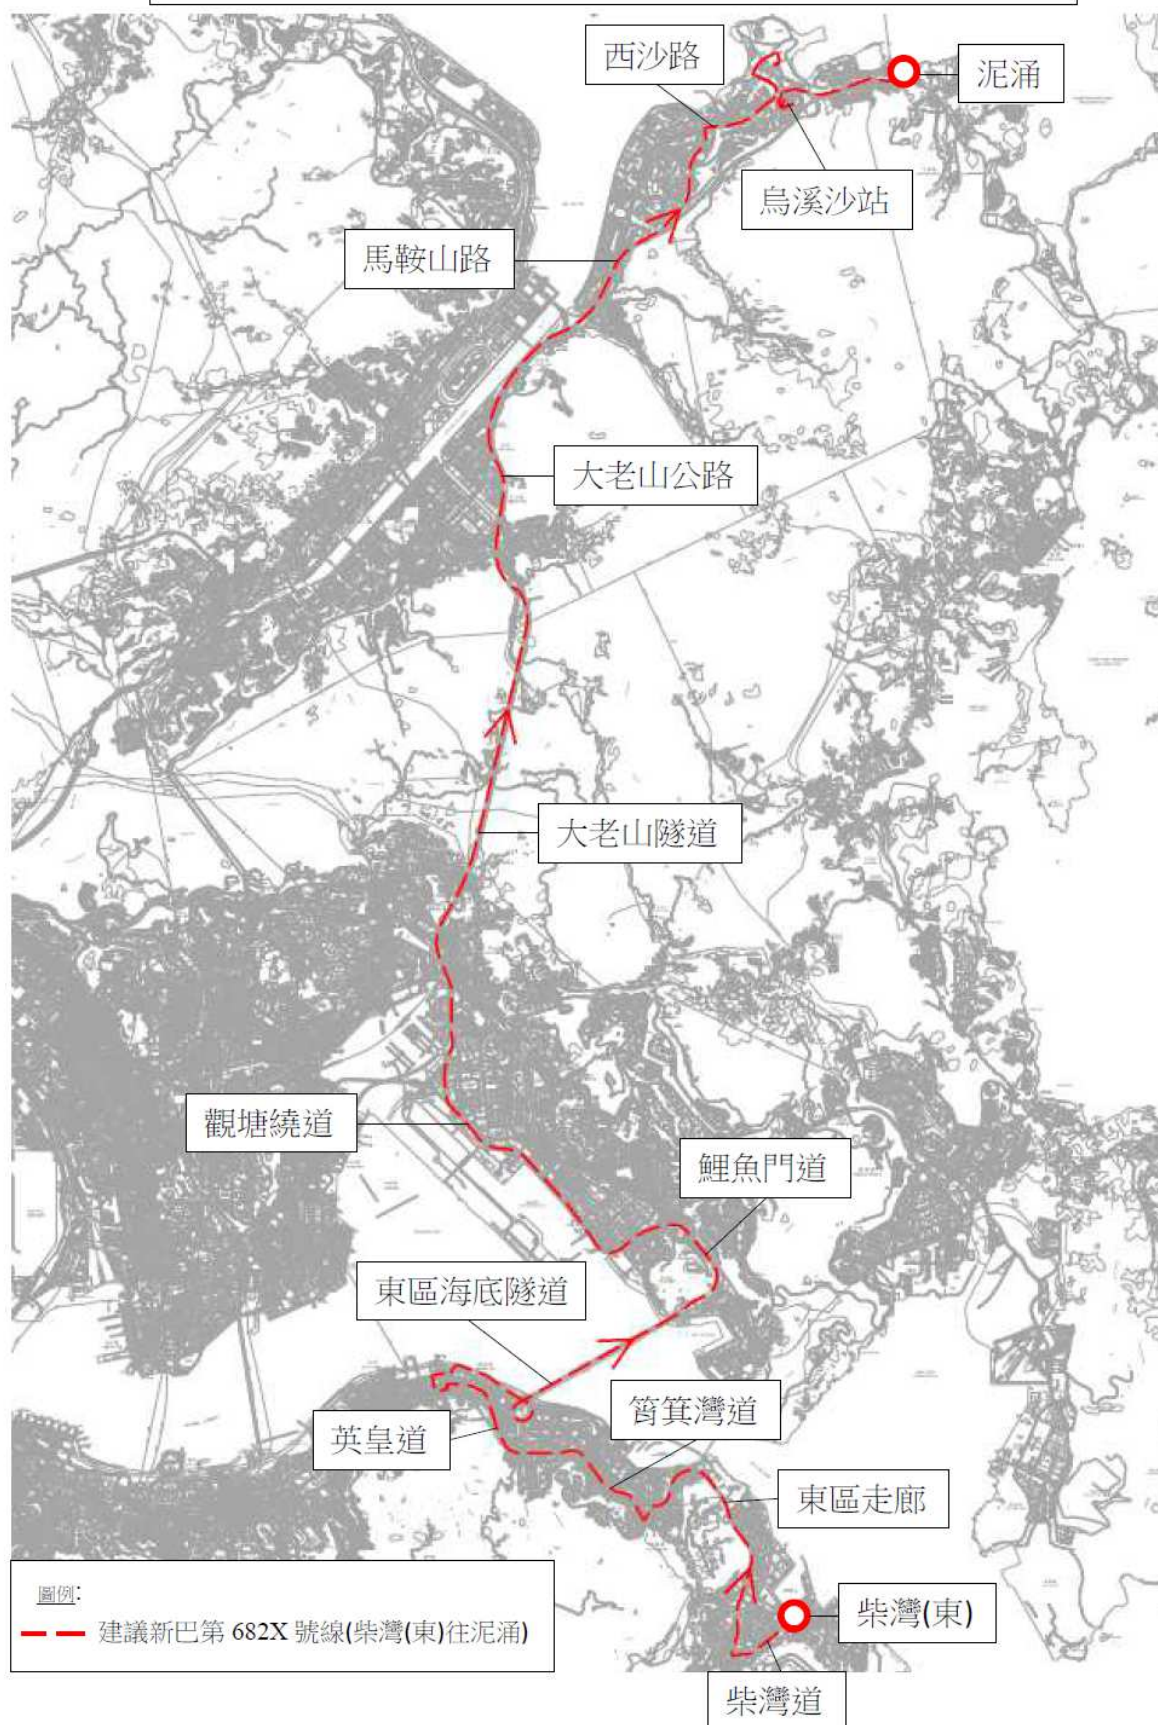 西沙路
泥涌
烏溪沙站
馬鞍山路
大老山公路
大老山隧道
觀塘繞道
鯉魚門道
東區海底隧道
筲箕灣道
英皇道
東區走廊
圖例:
建議新巴第 682X 號線(柴灣(東)往泥涌)
柴灣(東)
柴灣道